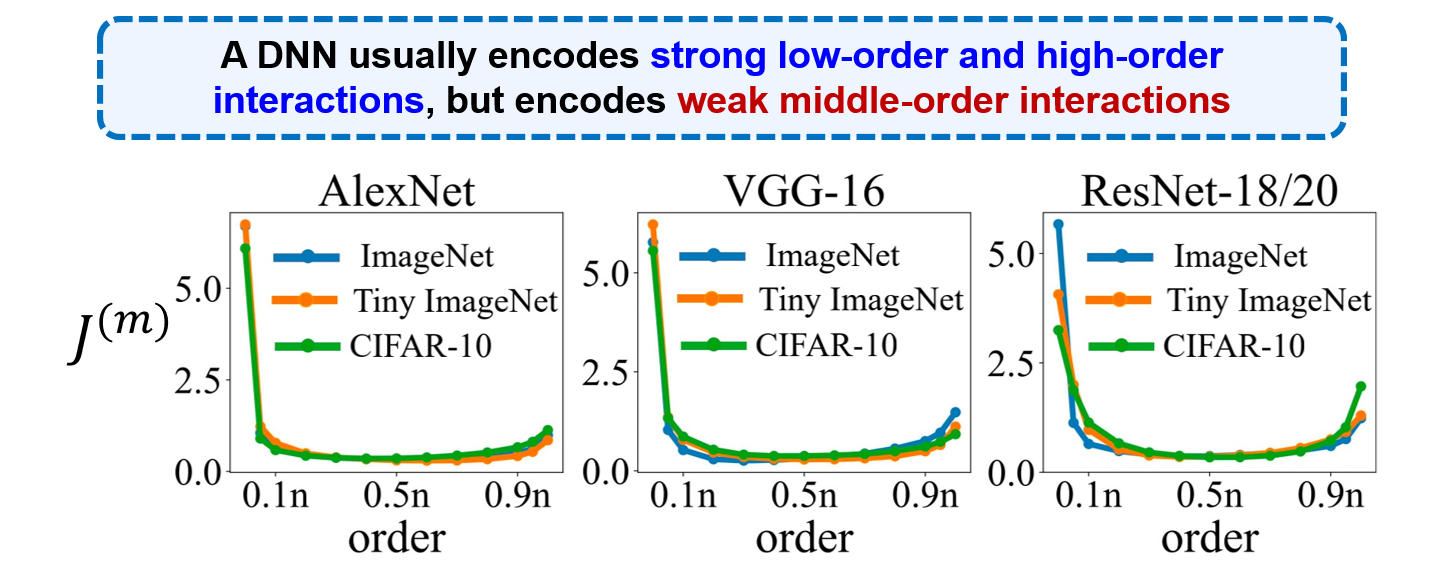 A DNN usually encodes strong low-order and high-order
interactions, but encodes weak middle-order interactions
AlexNet
VGG-16
ResNet-18/20
J^{(m)}
5.0
2.5
0.0
ImageNet
Tiny ImageNet
CIFAR-10
0.1n 0.5n 0.9n
order
5.0
2.5
0.0
ImageNet
Tiny ImageNet
CIFAR-10
0.1n 0.5n 0.9n
order
5.0
2.5
0.0
ImageNet
Tiny ImageNet
CIFAR-10
0.1n 0.5n 0.9n
order